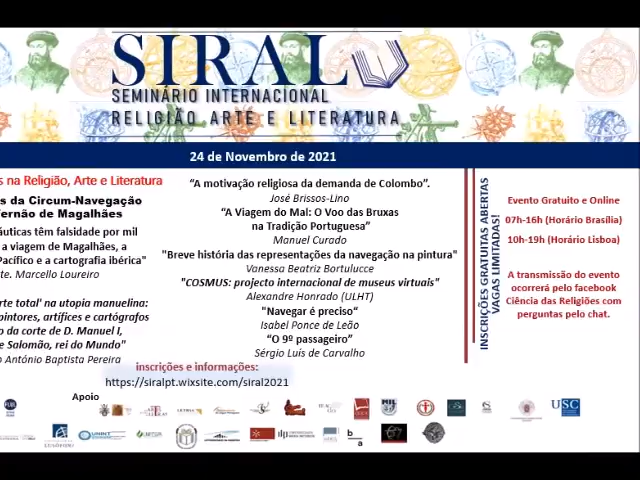 SIRAL
SEMINÁRIO INTERNACIONAL
RELIGIÃO ARTE E LITERATURA
24 de Novembro de 2021
na Religião, Arte e Literatura
da Circum-Navegação
Fernão de Magalhães
têm falsidade por mil
a viagem de Magalhães, a
Pacífico e a cartografia ibérica"
te. Marcello Loureiro
total' na utopia manuelina:
pintores, artífices e cartógrafos
da corte de D. Manuel I,
e Salomão, rei do Mundo"
António Baptista Pereira
"A motivação religiosa da demanda de Colombo".
José Brissos-Lino
"A Viagem do Mal: O Voo das Bruxas
na Tradição Portuguesa"
Manuel Curado
"Breve história das representações da navegação na pintura"
Vanessa Beatriz Bortulucce
"COSMUS: projecto internacional de museus virtuais"
Alexandre Honrado (ULHT)
"Navegar é preciso"
Isabel Ponce de Leão
"O 9º passageiro"
Sérgio Luís de Carvalho
inscrições e informações:
https://siralpt.wixsite.com/siral2021
INSCRIÇÕES GRATUITAS ABERTAS
VAGAS LIMITADAS!
Evento Gratuito e Online
07h-16h (Horário Brasília)
10h-19h (Horário Lisboa)
A transmissão do evento
ocorrerá pelo facebook
Ciência das Religiões com
perguntas pelo chat.
Apoio
USC